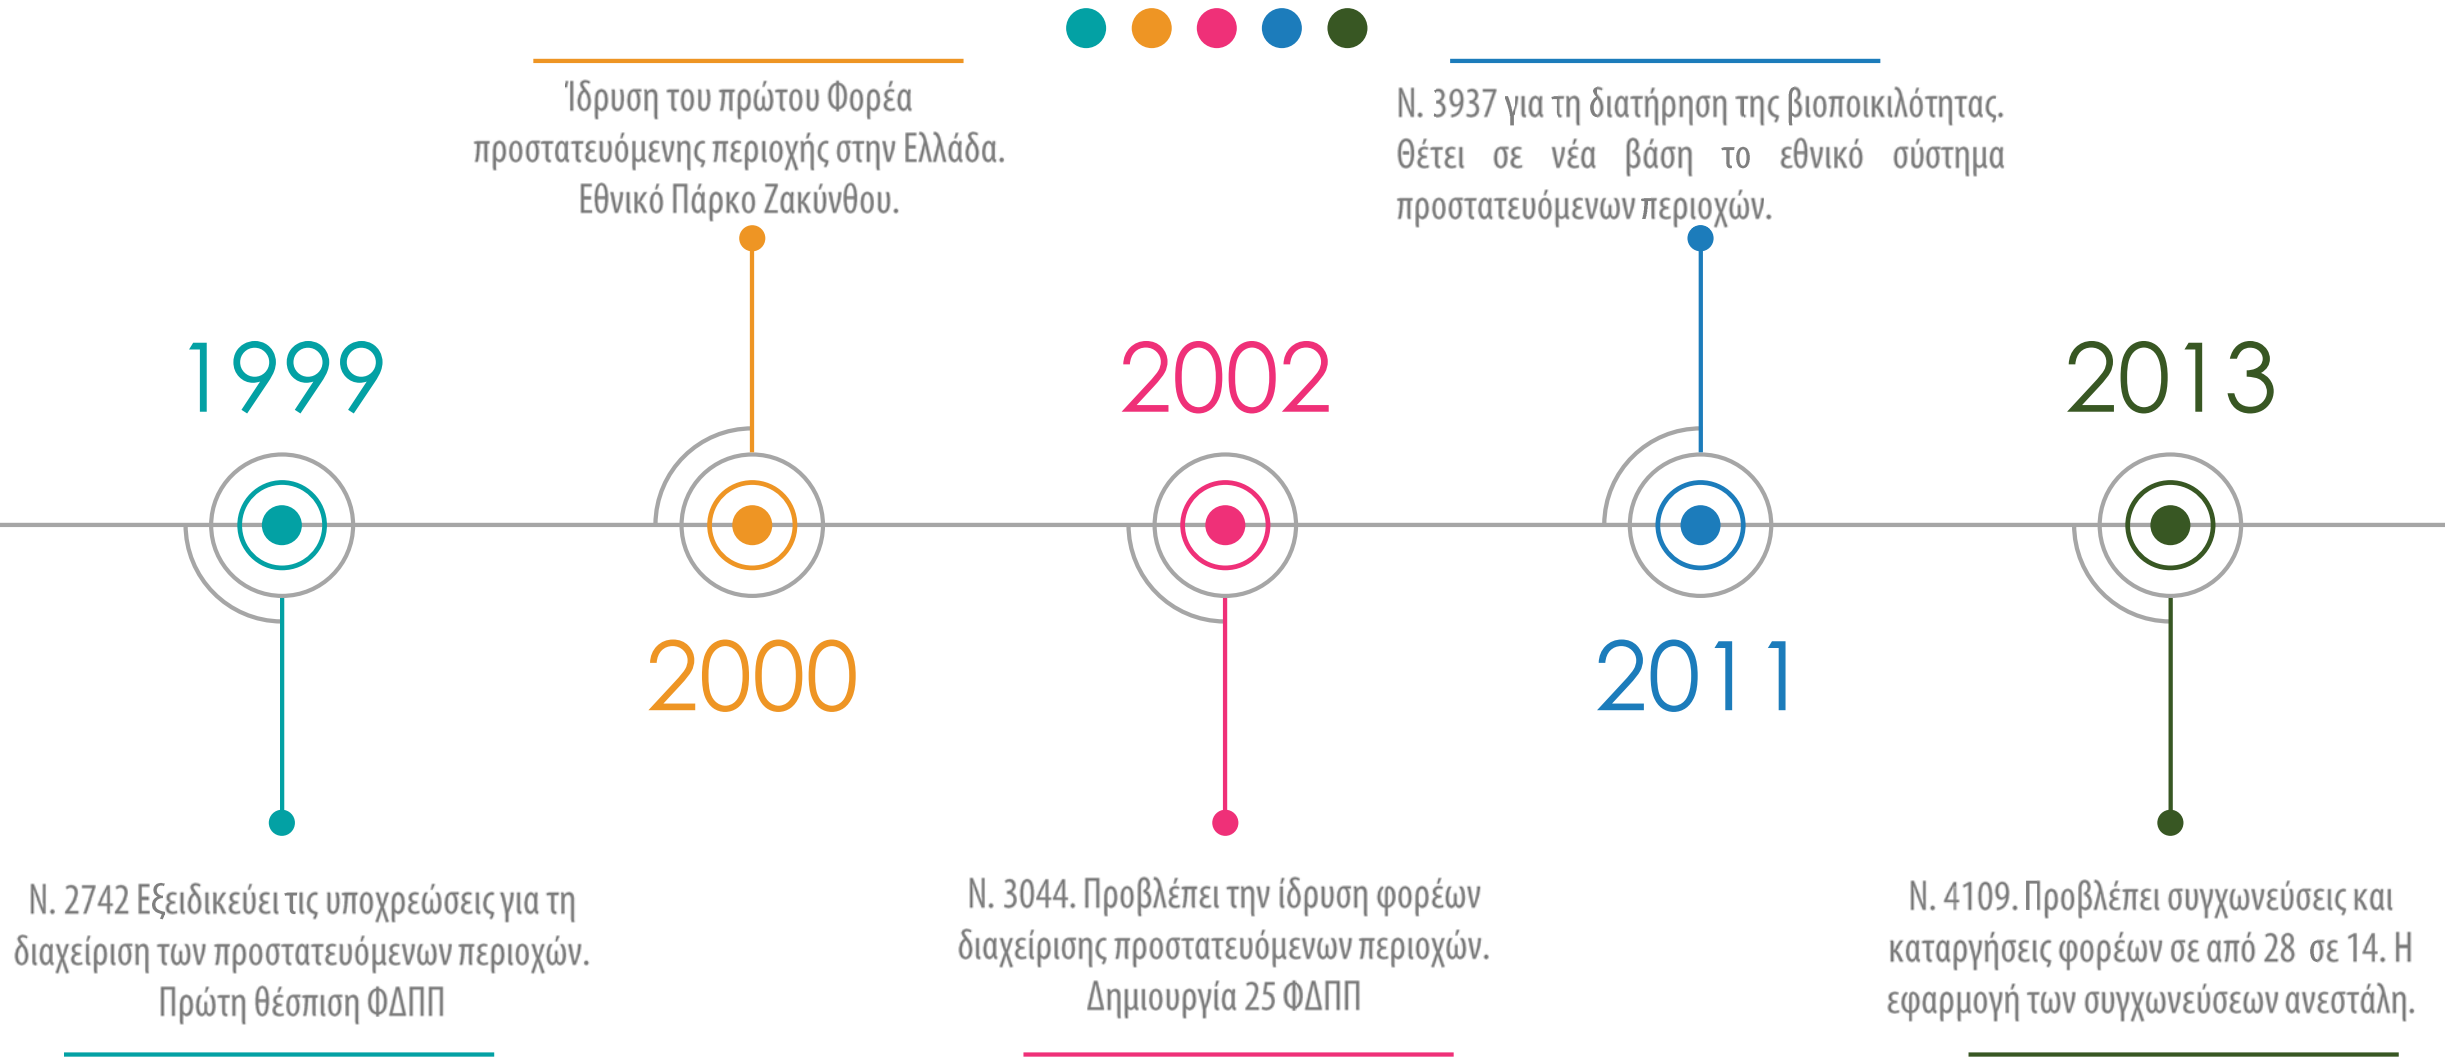 1999
Ν. 2742 Εξειδικεύει τις υποχρεώσεις για τη
διαχείριση των προστατευόμενων περιοχών.
Πρώτη θέσπιση ΦΔΠΠ
Ίδρυση του πρώτου Φορέα
προστατευόμενης περιοχής στην Ελλάδα.
Εθνικό Πάρκο Ζακύνθου.
2000
2002
Ν. 3044. Προβλέπει την ίδρυση φορέων
διαχείρισης προστατευόμενων περιοχών.
Δημιουργία 25 ΦΔΠΠ
Ν. 3937 για τη διατήρηση της βιοποικιλότητας.
Θέτει σε νέα βάση το εθνικό σύστημα
προστατευόμενων περιοχών.
2011
2013
Ν. 4109. Προβλέπει συγχωνεύσεις και
καταργήσεις φορέων σε από 28 σε 14. Η
εφαρμογή των συγχωνεύσεων ανεστάλη.